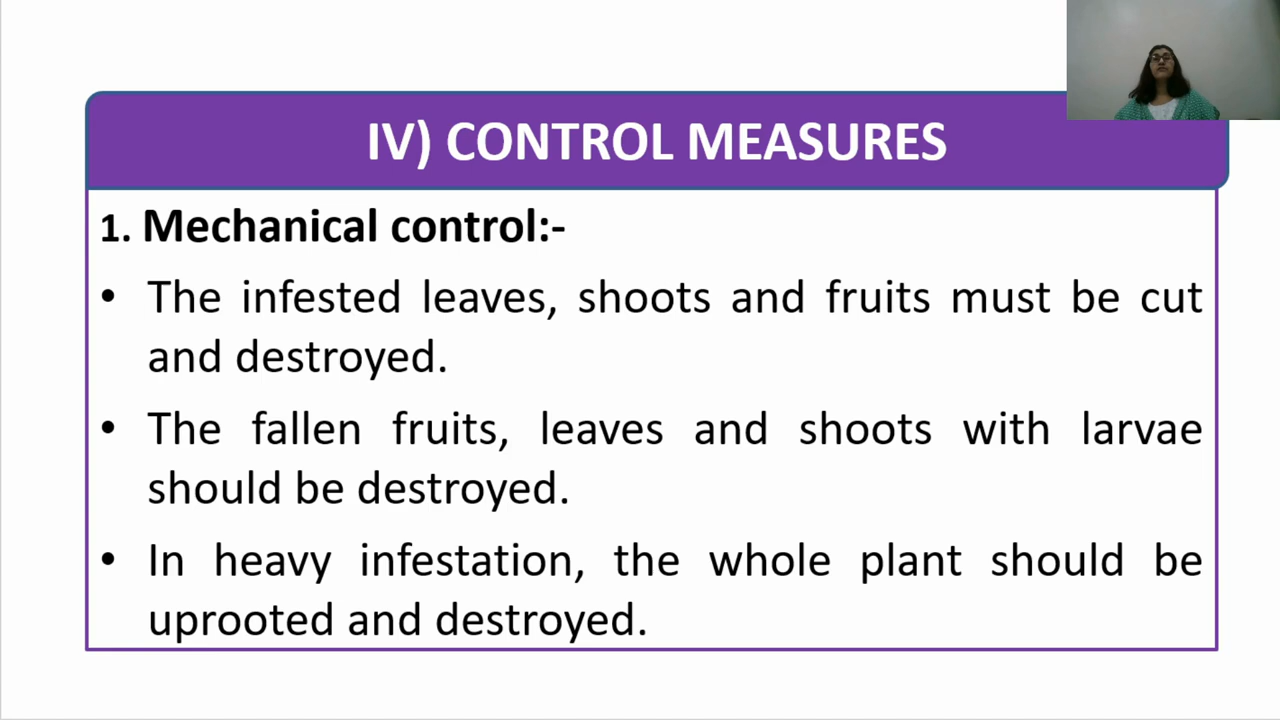 IV) CONTROL MEASURES
1. Mechanical control:-
• The infested leaves, shoots and fruits must be cut
and destroyed.
• The fallen fruits, leaves and shoots with larvae
should be destroyed.
• In heavy infestation, the whole plant should be
uprooted and destroyed.